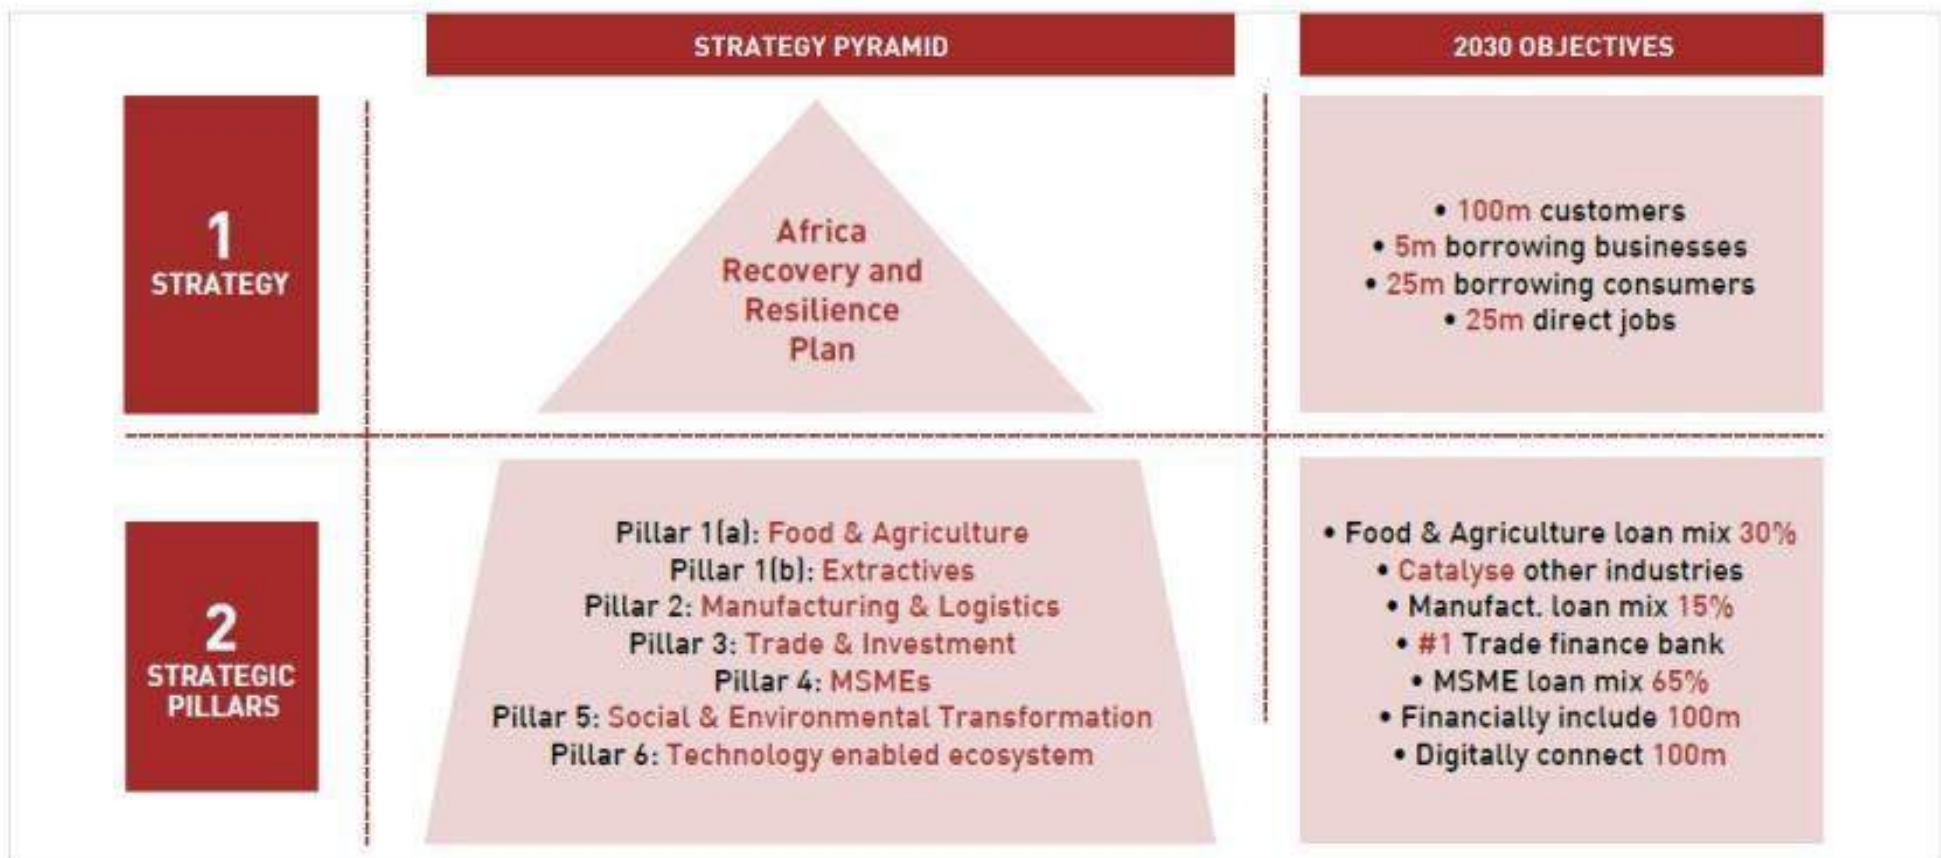 STRATEGY PYRAMID
2030 OBJECTIVES
1
STRATEGY
Africa
Recovery and
Resilience
Plan
• 100m customers
• 5m borrowing businesses
• 25m borrowing consumers
• 25m direct jobs
2
STRATEGIC
PILLARS
Pillar 1(a): Food & Agriculture
Pillar 1(b): Extractives
Pillar 2: Manufacturing & Logistics
Pillar 3: Trade & Investment
Pillar 4: MSMEs
Pillar 5: Social & Environmental Transformation
Pillar 6: Technology enabled ecosystem
• Food & Agriculture loan mix 30%
• Catalyse other industries
• Manufact. loan mix 15%
• #1 Trade finance bank
• MSME loan mix 65%
• Financially include 100m
• Digitally connect 100m